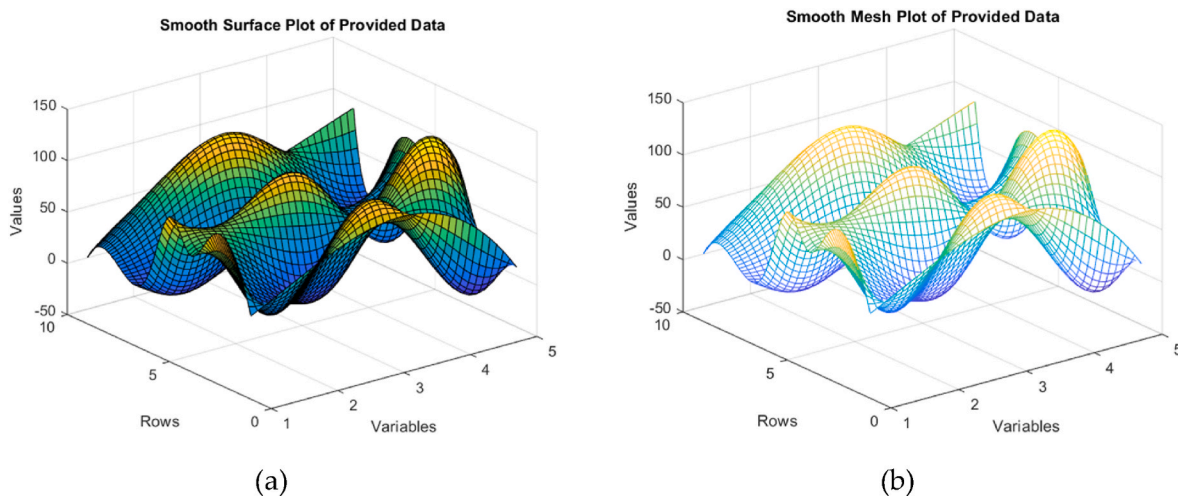 Smooth Surface Plot of Provided Data
150
100
50
0
-50
Values
10
5
0
Rows
1
2
3
4
5
Variables
(a)
Smooth Mesh Plot of Provided Data
150
100
50
0
-50
Values
10
5
0
Rows
1
2
3
4
5
Variables
(b)